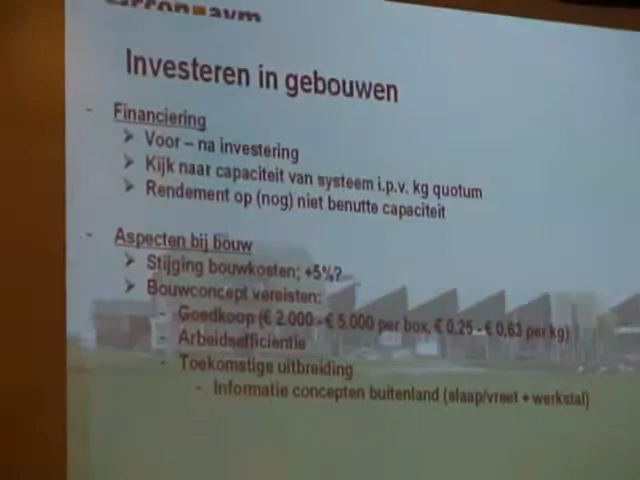 Investeren in gebouwen
- Financiering
➢ Voor – na investering
➢ Kijk naar capaciteit van systeem i.p.v. kg quotum
➢ Rendement op (nog) niet benutte capaciteit
- Aspecten bij bouw
➢ Stijging bouwkosten; +5%?
➢ Bouwconcept vereisten:
- Goedkoop (€ 2.000 - € 5.000 per box, € 0,25 - € 0,63 per kg)
- Arbeidsefficientie
- Toekomstige uitbreiding
- Informatie concepten buitenland (slaap/vreet + werkstal)